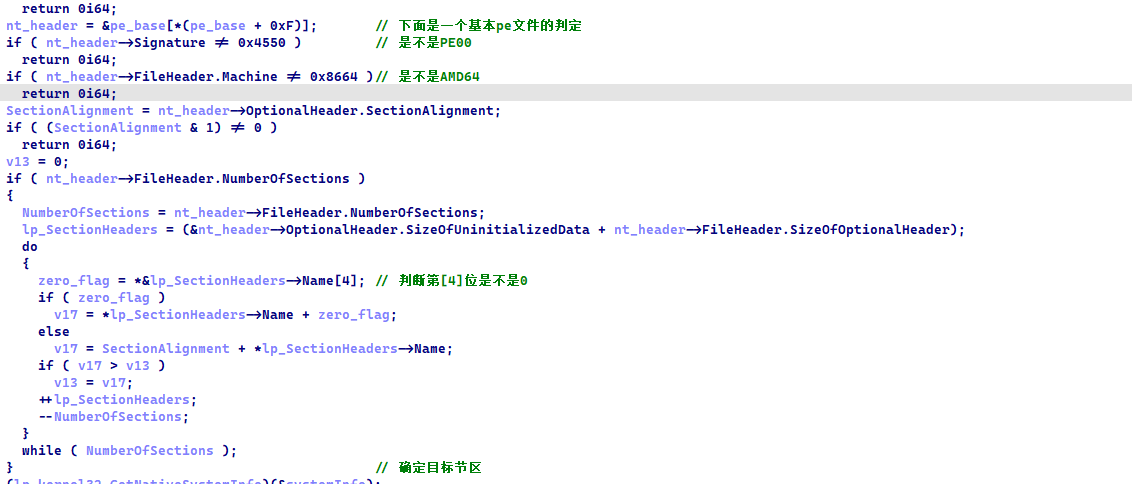 return 0i64;
nt_header = &pe_base[*(pe_base + 0xF)]; // 下面是一个基本pe文件的判定
if ( nt_header->Signature ≠ 0x4550 ) // 是不是PE00
return 0i64;
if ( nt_header->FileHeader.Machine ≠ 0x8664 )// 是不是AMD64
return 0i64;
SectionAlignment = nt_header->OptionalHeader.SectionAlignment;
if ( (SectionAlignment & 1) ≠ 0 )
return 0i64;
v13 = 0;
if ( nt_header->FileHeader.NumberOfSections )
{
NumberOfSections = nt_header->FileHeader.NumberOfSections;
lp_SectionHeaders = (&nt_header->OptionalHeader.SizeOfUninitializedData + nt_header->FileHeader.SizeOfOptionalHeader);
do
{
zero_flag = *&lp_SectionHeaders->Name[4]; // 判断第[4]位是不是0
if ( zero_flag )
v17 = *lp_SectionHeaders->Name + zero_flag;
else
v17 = SectionAlignment + *lp_SectionHeaders->Name;
if ( v17 > v13 )
v13 = v17;
++lp_SectionHeaders;
--NumberOfSections;
}
while ( NumberOfSections );
} // 确定目标节区
(lp_kernel32.GetNativeSystemInfo)(&systemInfo);